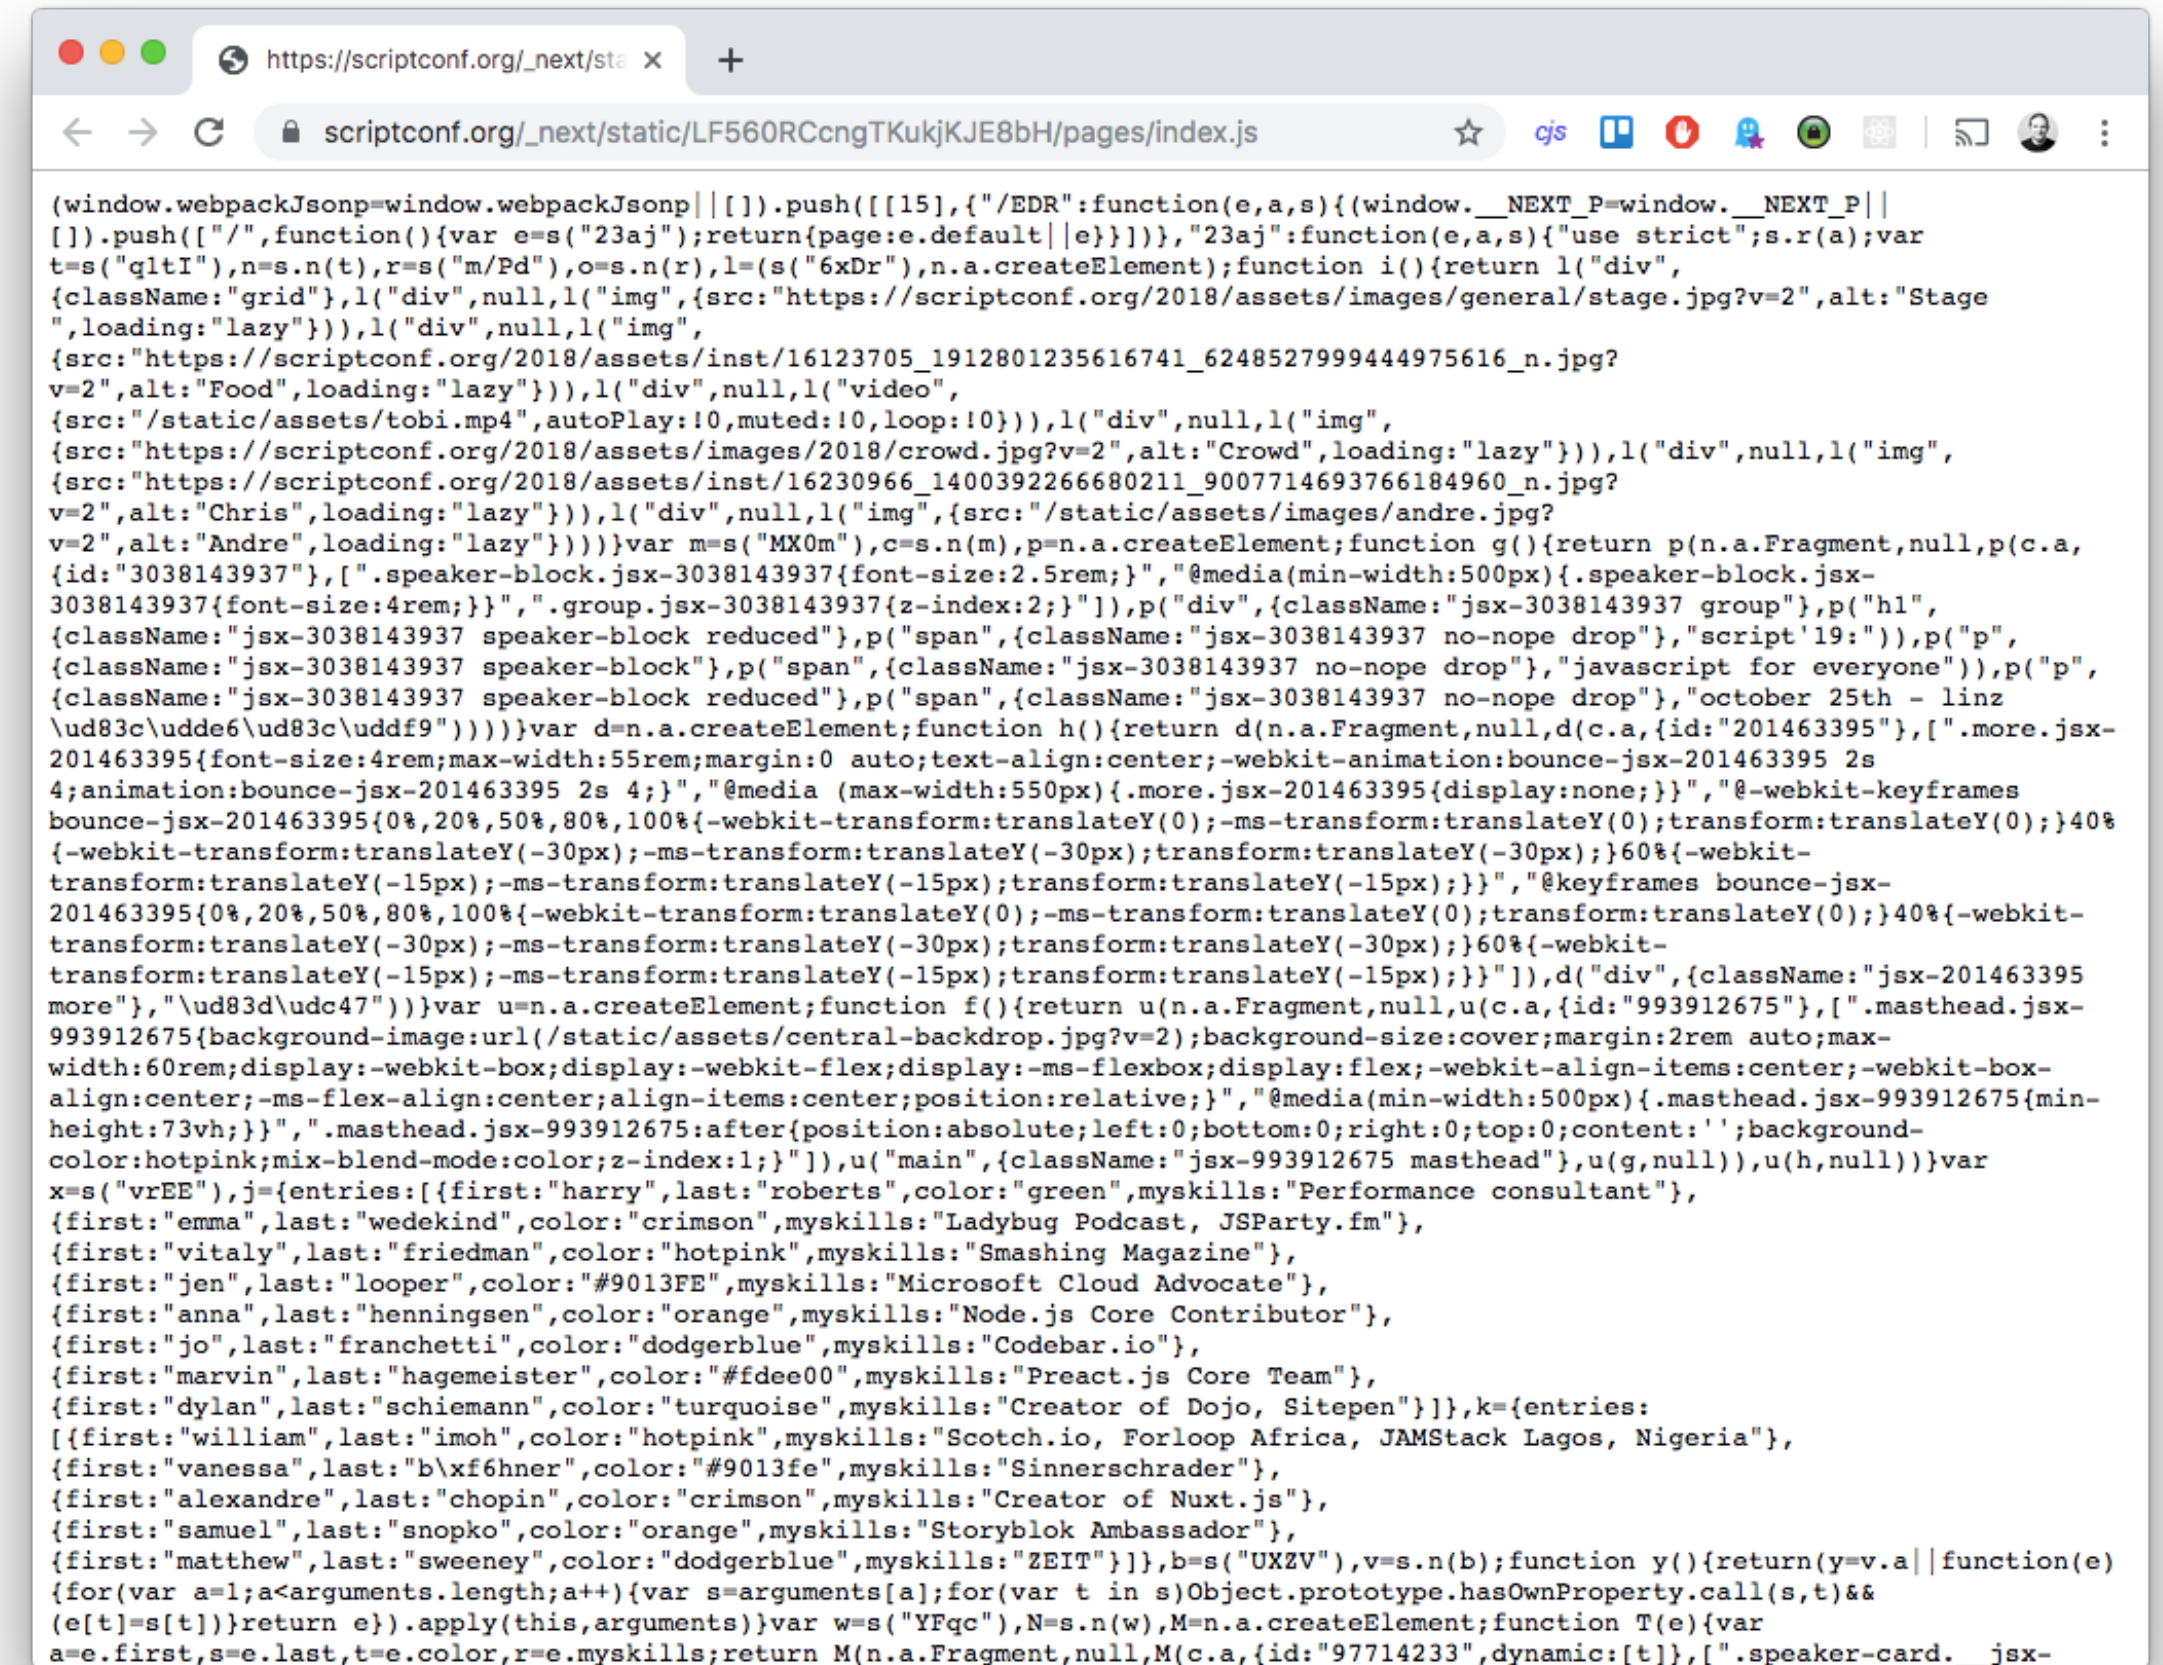 https://scriptconf.org/_next/sta
scriptconf.org/_next/static/LF560RCcngTKukjKJE8bH/pages/index.js
cjs
(window.webpackJsonp=window.webpackJsonp||[]).push([[15],{"/EDR":function(e,a,s){(window.__NEXT_P=window.__NEXT_P||
[]).push(["/",function(){var e=s("23aj");return{page:e.default||e}}])},"23aj":function(e,a,s){"use strict";s.r(a);var
t=s("q1tI"),n=s.n(t),r=s("m/Pd"),o=s.n(r),l=(s("6xDr"),n.a.createElement);function i(){return l("div",
{className:"grid"},l("div",null,l("img",{src:"https://scriptconf.org/2018/assets/images/general/stage.jpg?v=2",alt:"Stage
",loading:"lazy"})),l("div",null,l("img",
{src:"https://scriptconf.org/2018/assets/inst/16123705_1912801235616741_6248527999444975616_n.jpg?
v=2",alt:"Food",loading:"lazy"})),l("div",null,l("video",
{src:"/static/assets/tobi.mp4",autoPlay:!0,muted:!0,loop:!0})),l("div",null,l("img",
{src:"https://scriptconf.org/2018/assets/images/2018/crowd.jpg?v=2",alt:"Crowd",loading:"lazy"})),l("div",null,l("img",
{src:"https://scriptconf.org/2018/assets/inst/16230966_1400392266680211_9007714693766184960_n.jpg?
v=2",alt:"Chris",loading:"lazy"})),l("div",null,l("img",{src:"/static/assets/images/andre.jpg?
v=2",alt:"Andre",loading:"lazy"})))}var m=s("MX0m"),c=s.n(m),p=n.a.createElement;function g(){return p(n.a.Fragment,null,p(c.a,
{id:"3038143937"},[".speaker-block.jsx-3038143937{font-size:2.5rem;}","@media(min-width:500px){.speaker-block.jsx-
3038143937{font-size:4rem;}}",".group.jsx-3038143937{z-index:2;}"]),p("div",{className:"jsx-3038143937 group"},p("h1",
{className:"jsx-3038143937 speaker-block reduced"},p("span",{className:"jsx-3038143937 no-nope drop"},"script'19:")),p("p",
{className:"jsx-3038143937 speaker-block"},p("span",{className:"jsx-3038143937 no-nope drop"},"javascript for everyone")),p("p",
{className:"jsx-3038143937 speaker-block reduced"},p("span",{className:"jsx-3038143937 no-nope drop"},"october 25th - linz
\ud83c\udde6\ud83c\uddf9"))))}var d=n.a.createElement;function h(){return d(n.a.Fragment,null,d(c.a,{id:"201463395"},[".more.jsx-
201463395{font-size:4rem;max-width:55rem;margin:0 auto;text-align:center;-webkit-animation:bounce-jsx-201463395 2s
4;animation:bounce-jsx-201463395 2s 4;}","@media (max-width:550px){.more.jsx-201463395{display:none;}}","@-webkit-keyframes
bounce-jsx-201463395{0%,20%,50%,80%,100%{-webkit-transform:translateY(0);-ms-transform:translateY(0);transform:translateY(0);}40%
{-webkit-transform:translateY(-30px);-ms-transform:translateY(-30px);transform:translateY(-30px);}60%{-webkit-
transform:translateY(-15px);-ms-transform:translateY(-15px);transform:translateY(-15px);}}","@keyframes bounce-jsx-
201463395{0%,20%,50%,80%,100%{-webkit-transform:translateY(0);-ms-transform:translateY(0);transform:translateY(0);}40%{-webkit-
transform:translateY(-30px);-ms-transform:translateY(-30px);transform:translateY(-30px);}60%{-webkit-
transform:translateY(-15px);-ms-transform:translateY(-15px);transform:translateY(-15px);}}"]),d("div",{className:"jsx-201463395
more"},"\ud83d\udc47"))}var u=n.a.createElement;function f(){return u(n.a.Fragment,null,u(c.a,{id:"993912675"},[".masthead.jsx-
993912675{background-image:url(/static/assets/central-backdrop.jpg?v=2);background-size:cover;margin:2rem auto;max-
width:60rem;display:-webkit-box;display:-webkit-flex;display:-ms-flexbox;display:flex;-webkit-align-items:center;-webkit-box-
align:center;-ms-flex-align:center;align-items:center;position:relative;}","@media(min-width:500px){.masthead.jsx-993912675{min-
height:73vh;}}",".masthead.jsx-993912675:after{position:absolute;left:0;bottom:0;right:0;top:0;content:'';background-
color:hotpink;mix-blend-mode:color;z-index:1;}"]),u("main",{className:"jsx-993912675 masthead"},u(g,null)),u(h,null))}var
x=s("vrEE"),j={entries:[{first:"harry",last:"roberts",color:"green",myskills:"Performance consultant"},
{first:"emma",last:"wedekind",color:"crimson",myskills:"Ladybug Podcast, JSParty.fm"},
{first:"vitaly",last:"friedman",color:"hotpink",myskills:"Smashing Magazine"},
{first:"jen",last:"looper",color:"#9013FE",myskills:"Microsoft Cloud Advocate"},
{first:"anna",last:"henningsen",color:"orange",myskills:"Node.js Core Contributor"},
{first:"jo",last:"franchetti",color:"dodgerblue",myskills:"Codebar.io"},
{first:"marvin",last:"hagemeister",color:"#fdee00",myskills:"Preact.js Core Team"},
{first:"dylan",last:"schiemann",color:"turquoise",myskills:"Creator of Dojo, Sitepen"}]},k={entries:
[{first:"william",last:"imoh",color:"hotpink",myskills:"Scotch.io, Forloop Africa, JAMStack Lagos, Nigeria"},
{first:"vanessa",last:"b\xf6hner",color:"#9013fe",myskills:"Sinnerschrader"},
{first:"alexandre",last:"chopin",color:"crimson",myskills:"Creator of Nuxt.js"},
{first:"samuel",last:"snopko",color:"orange",myskills:"Storyblok Ambassador"},
{first:"matthew",last:"sweeney",color:"dodgerblue",myskills:"ZEIT"}]},b=s("UXZV"),v=s.n(b);function y(){return(y=v.a||function(e)
{for(var a=1;a<arguments.length;a++){var s=arguments[a];for(var t in s)Object.prototype.hasOwnProperty.call(s,t)&&
(e[t]=s[t])}return e}).apply(this,arguments)}var w=s("YFqc"),N=s.n(w),M=n.a.createElement;function T(e){var
a=e.first,s=e.last,t=e.color,r=e.myskills;return M(n.a.Fragment,null,M(c.a,{id:"97714233",dynamic:[t]},[".speaker-card.__jsx-